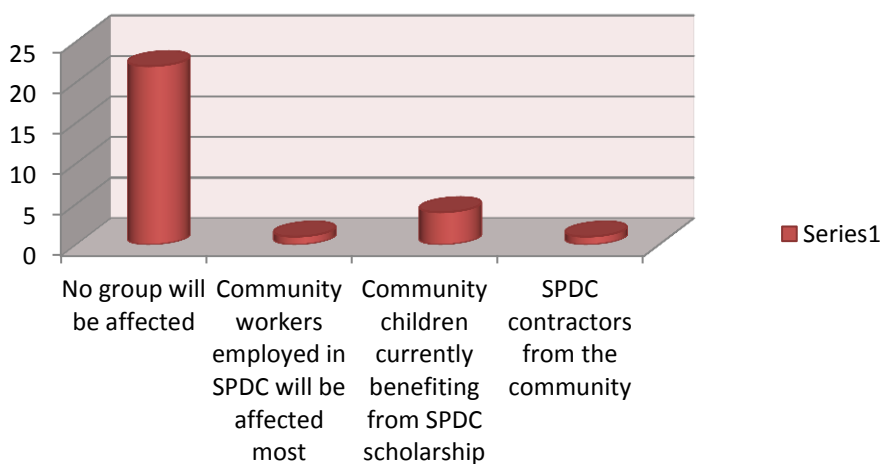 25
20
15
10
5
0
No group will
be affected
Community
workers
employed in
SPDC will be
affected
most
Community
children
currently
benefiting
from SPDC
scholarship
SPDC
contractors
from the
community
Series1